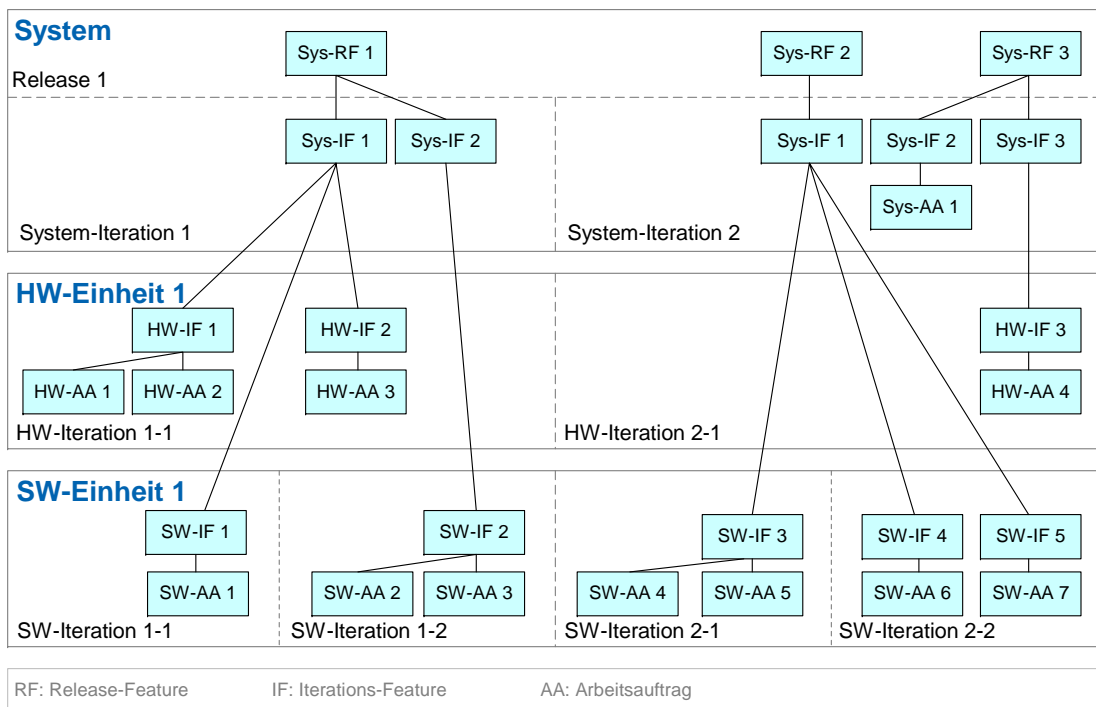 System
Sys-RF 1
Sys-RF 2
Sys-RF 3
Release 1
Sys-IF 1
Sys-IF 2
Sys-IF 1
Sys-IF 2
Sys-IF 3
Sys-AA 1
System-Iteration 1
System-Iteration 2
HW-Einheit 1
HW-IF 1
HW-IF 2
HW-IF 3
HW-AA 1
HW-AA 2
HW-AA 3
HW-AA 4
HW-Iteration 1-1
HW-Iteration 2-1
SW-Einheit 1
SW-IF 1
SW-IF 2
SW-IF 3
SW-IF 4
SW-IF 5
SW-AA 1
SW-AA 2
SW-AA 3
SW-AA 4
SW-AA 5
SW-AA 6
SW-AA 7
SW-Iteration 1-1
SW-Iteration 1-2
SW-Iteration 2-1
SW-Iteration 2-2
RF: Release-Feature
IF: Iterations-Feature
AA: Arbeitsauftrag